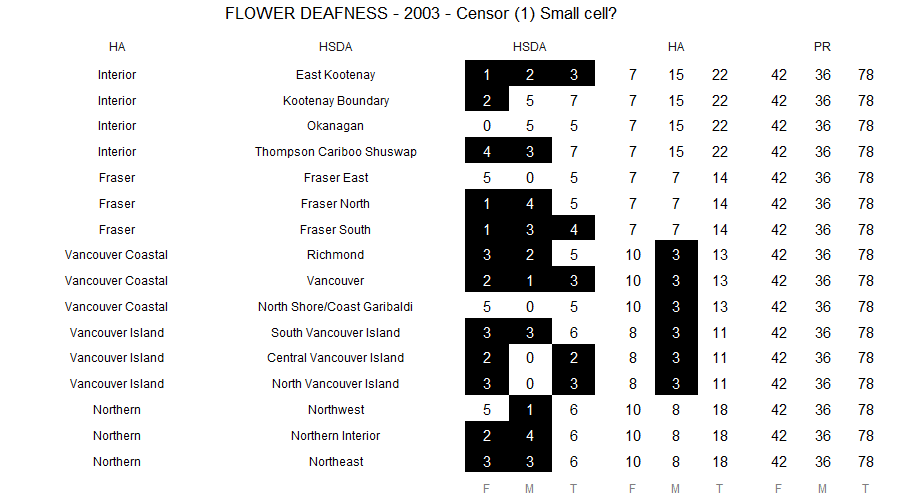 FLOWER DEAFNESS - 2003 - Censor (1) Small cell?
HA HSDA HSDA HA PR
Interior East Kootenay 1 2 3 7 15 22 42 36 78
Interior Kootenay Boundary 2 5 7 7 15 22 42 36 78
Interior Okanagan 0 5 5 7 15 22 42 36 78
Interior Thompson Cariboo Shuswap 4 3 7 7 15 22 42 36 78
Fraser Fraser East 5 0 5 7 7 14 42 36 78
Fraser Fraser North 1 4 5 7 7 14 42 36 78
Fraser Fraser South 1 3 4 7 7 14 42 36 78
Vancouver Coastal Richmond 3 2 5 10 3 13 42 36 78
Vancouver Coastal Vancouver 2 1 3 10 3 13 42 36 78
Vancouver Coastal North Shore/Coast Garibaldi 5 0 5 10 3 13 42 36 78
Vancouver Island South Vancouver Island 3 3 6 8 3 11 42 36 78
Vancouver Island Central Vancouver Island 2 0 2 8 3 11 42 36 78
Vancouver Island North Vancouver Island 3 0 3 8 3 11 42 36 78
Northern Northwest 5 1 6 10 8 18 42 36 78
Northern Northern Interior 2 4 6 10 8 18 42 36 78
Northern Northeast 3 3 6 10 8 18 42 36 78
F M T F M T F M T